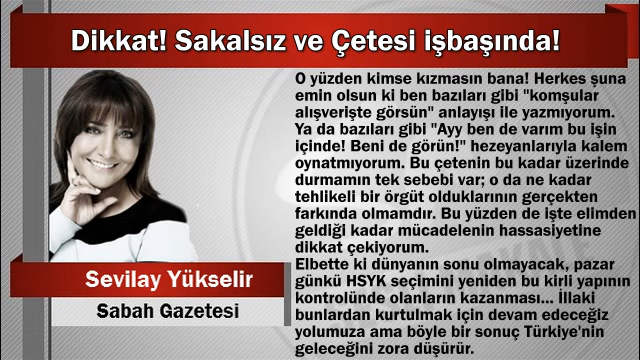 Dikkat! Sakalsız ve Çetesi işbaşında!
O yüzden kimse kızmasın bana! Herkes şuna
emin olsun ki ben bazıları gibi "komşular
alışverişte görsün" anlayışı ile yazmıyorum.
Ya da bazıları gibi "Ayy ben de varım bu işin
içinde! Beni de görün!" hezeyanlarıyla kalem
oynatmıyorum. Bu çetenin bu kadar üzerinde
durmamın tek sebebi var; o da ne kadar
tehlikeli bir örgüt olduklarının gerçekten
farkında olmamdır. Bu yüzden de işte elimden
geldiği kadar mücadelenin hassasiyetine
dikkat çekiyorum.
Elbette ki dünyanın sonu olmayacak, pazar
günkü HSYK seçimini yeniden bu kirli yapının
kontrolünde olanların kazanması... İllaki
bunlardan kurtulmak için devam edeceğiz
yolumuza ama böyle bir sonuç Türkiye'nin
geleceğini zora düşürür.
Sevilay Yükselir
Sabah Gazetesi